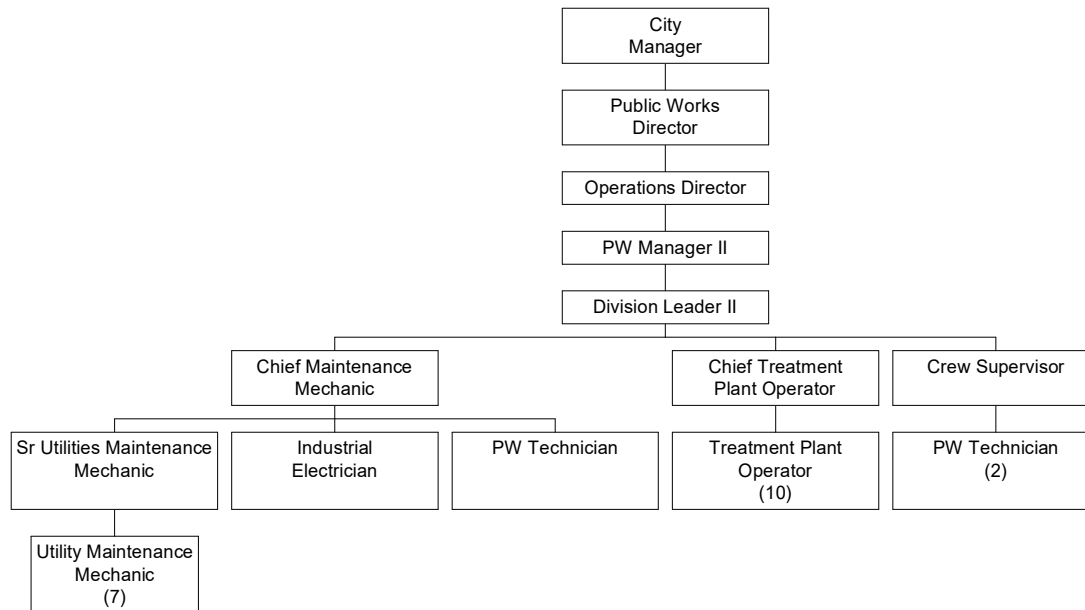 City
Manager
Public Works
Director
Operations Director
PW Manager II
Division Leader II
Chief Maintenance
Mechanic
Chief Treatment
Plant Operator
Crew Supervisor
Sr Utilities Maintenance
Mechanic
Industrial
Electrician
PW Technician
Treatment Plant
Operator
(10)
PW Technician
(2)
Utility Maintenance
Mechanic
(7)